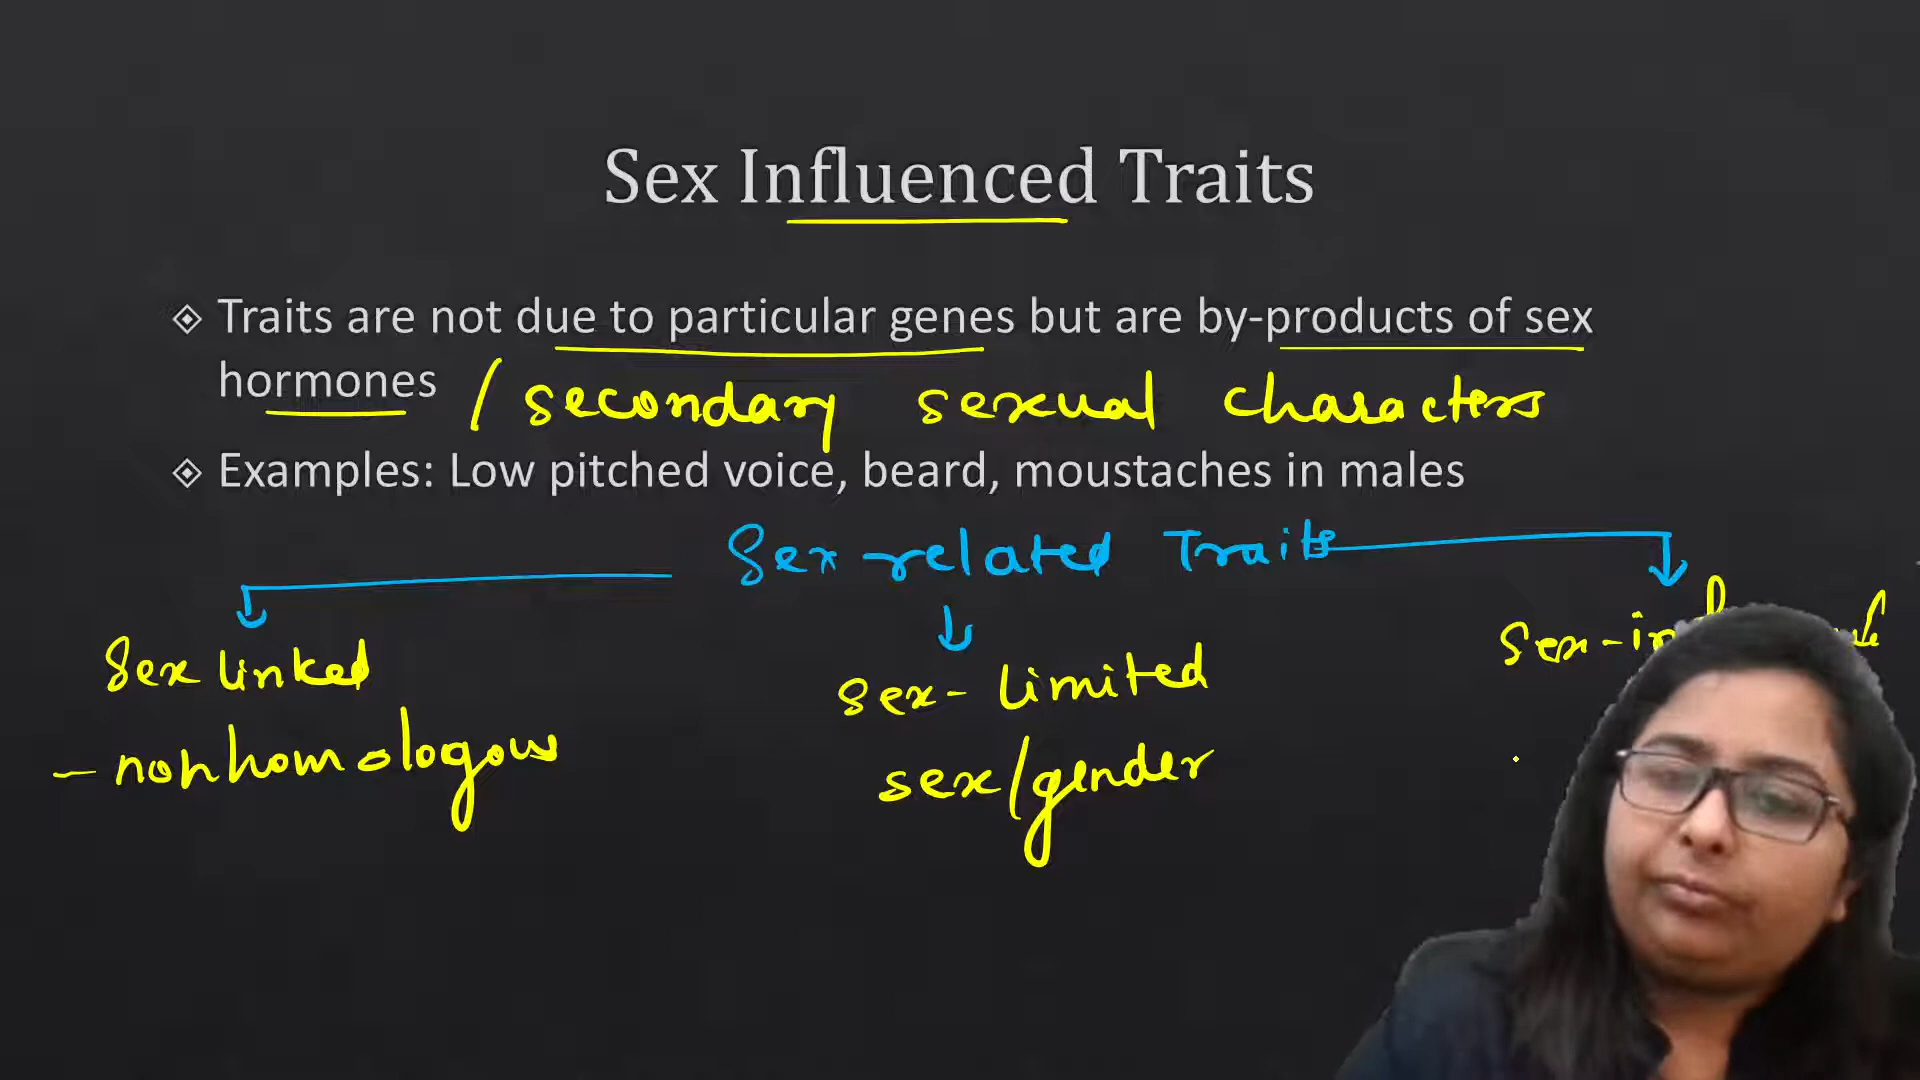 Sex Influenced Traits
Traits are not due to particular genes but are by-products of sex
hormones / secondary sexual characters
Examples: Low pitched voice, beard, moustaches in males
Sex related Traits
Sex linked
Sex-limited
- nonhomologous
sex/gender